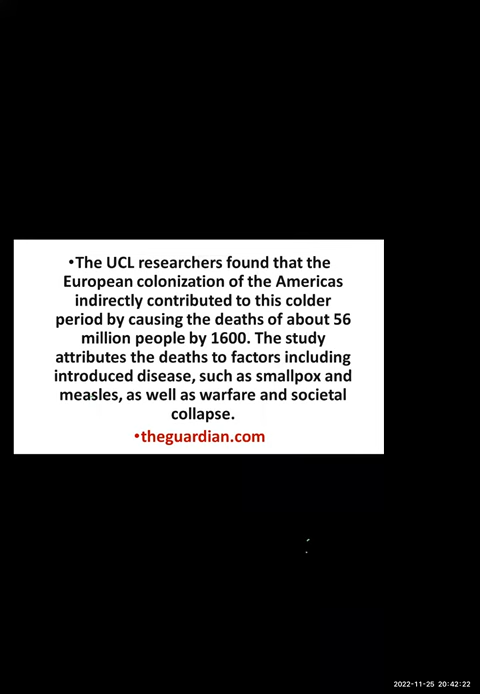 •The UCL researchers found that the
European colonization of the Americas
indirectly contributed to this colder
period by causing the deaths of about 56
million people by 1600. The study
attributes the deaths to factors including
introduced disease, such as smallpox and
measles, as well as warfare and societal
collapse.
•theguardian.com
2022-11-25 20:42:22